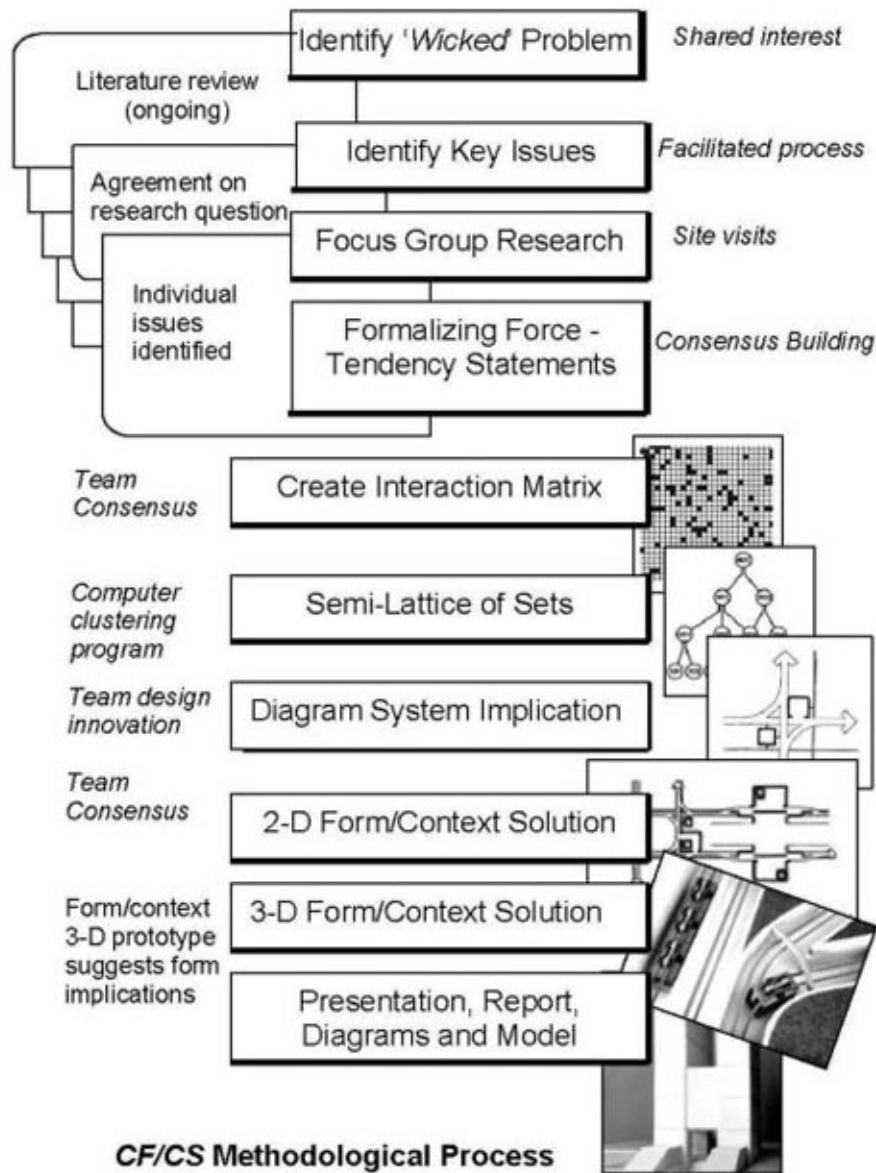 Identify ‘Wicked’ Problem
Shared interest
Literature review
(ongoing)
Identify Key Issues
Facilitated process
Agreement on
research question
Focus Group Research
Site visits
Individual
issues
identified
Formalizing Force -
Tendency Statements
Consensus Building
Team
Consensus
Create Interaction Matrix
Computer
clustering
program
Semi-Lattice of Sets
Team design
innovation
Diagram System Implication
Team
Consensus
2-D Form/Context Solution
Form/context
3-D prototype
suggests form
implications
3-D Form/Context Solution
Presentation, Report,
Diagrams and Model
CF/CS Methodological Process